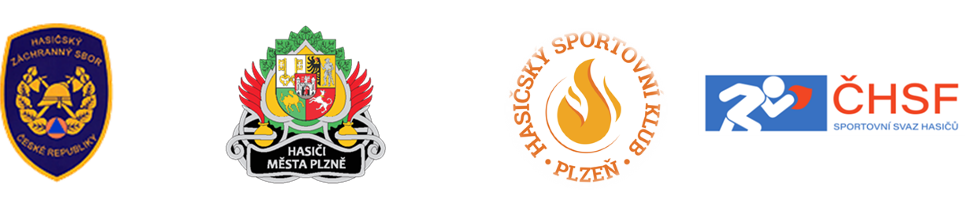 HASIČSKÝ
ZÁCHRANNÝ SBOR
ČESKÉ REPUBLIKY
HASIČI
MĚSTA PLZNĚ
HASIČSKÝ SPORTOVNÍ KLUB
• PLZEŇ •
ČHSF
SPORTOVNÍ SVAZ HASIČŮ